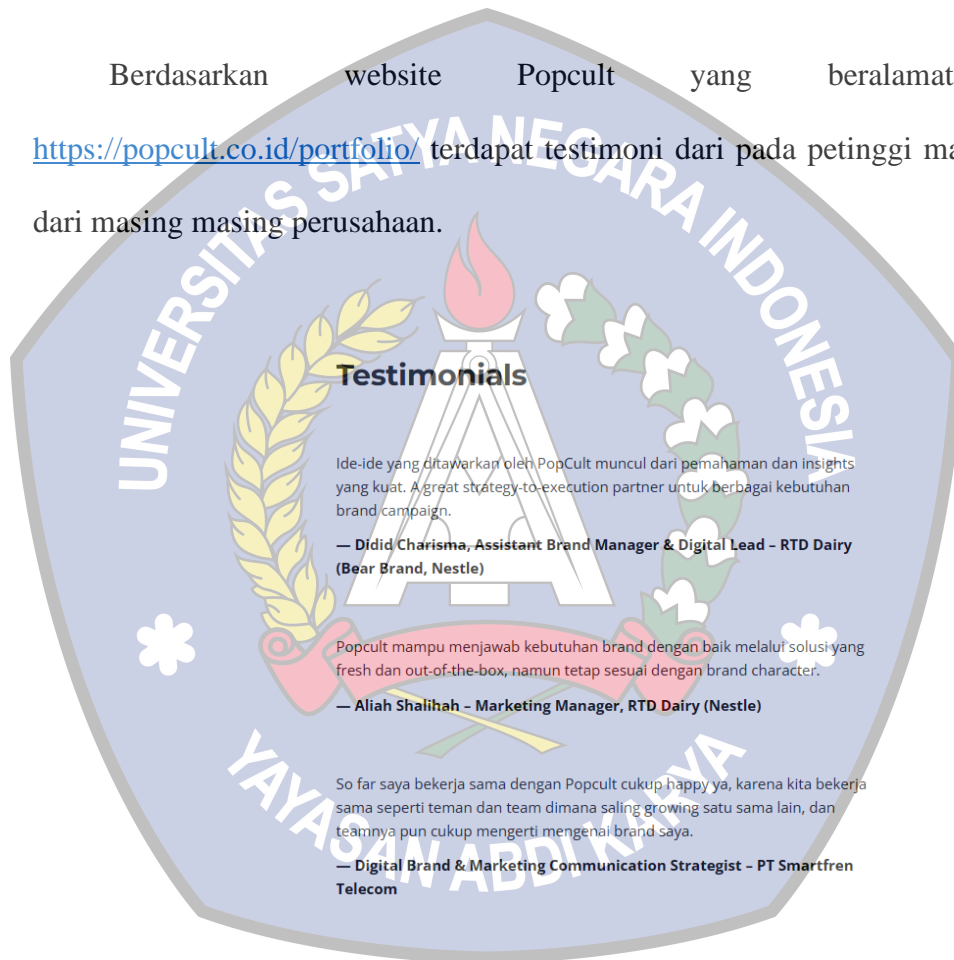 Berdasarkan website Popcult yang beralamat
https://popcult.co.id/portfolio/ terdapat testimoni dari pada petinggi ma
dari masing masing perusahaan.
UNIVERSITAS SATYA NEGARA INDONESIA
Testimonials
Ide-ide yang ditawarkan oleh PopCult muncul dari pemahaman dan insights
yang kuat. A great strategy-to-execution partner untuk berbagai kebutuhan
brand campaign.
— Didid Charisma, Assistant Brand Manager & Digital Lead – RTD Dairy
(Bear Brand, Nestle)
Popcult mampu menjawab kebutuhan brand dengan baik melalui solusi yang
fresh dan out-of-the-box, namun tetap sesuai dengan brand character.
— Aliah Shalihah – Marketing Manager, RTD Dairy (Nestle)
So far saya bekerja sama dengan Popcult cukup happy ya, karena kita bekerja
sama seperti teman dan team dimana saling growing satu sama lain, dan
teamnya pun cukup mengerti mengenai brand saya.
— Digital Brand & Marketing Communication Strategist – PT Smartfren
Telecom
YAYASAN ABDI KARYA